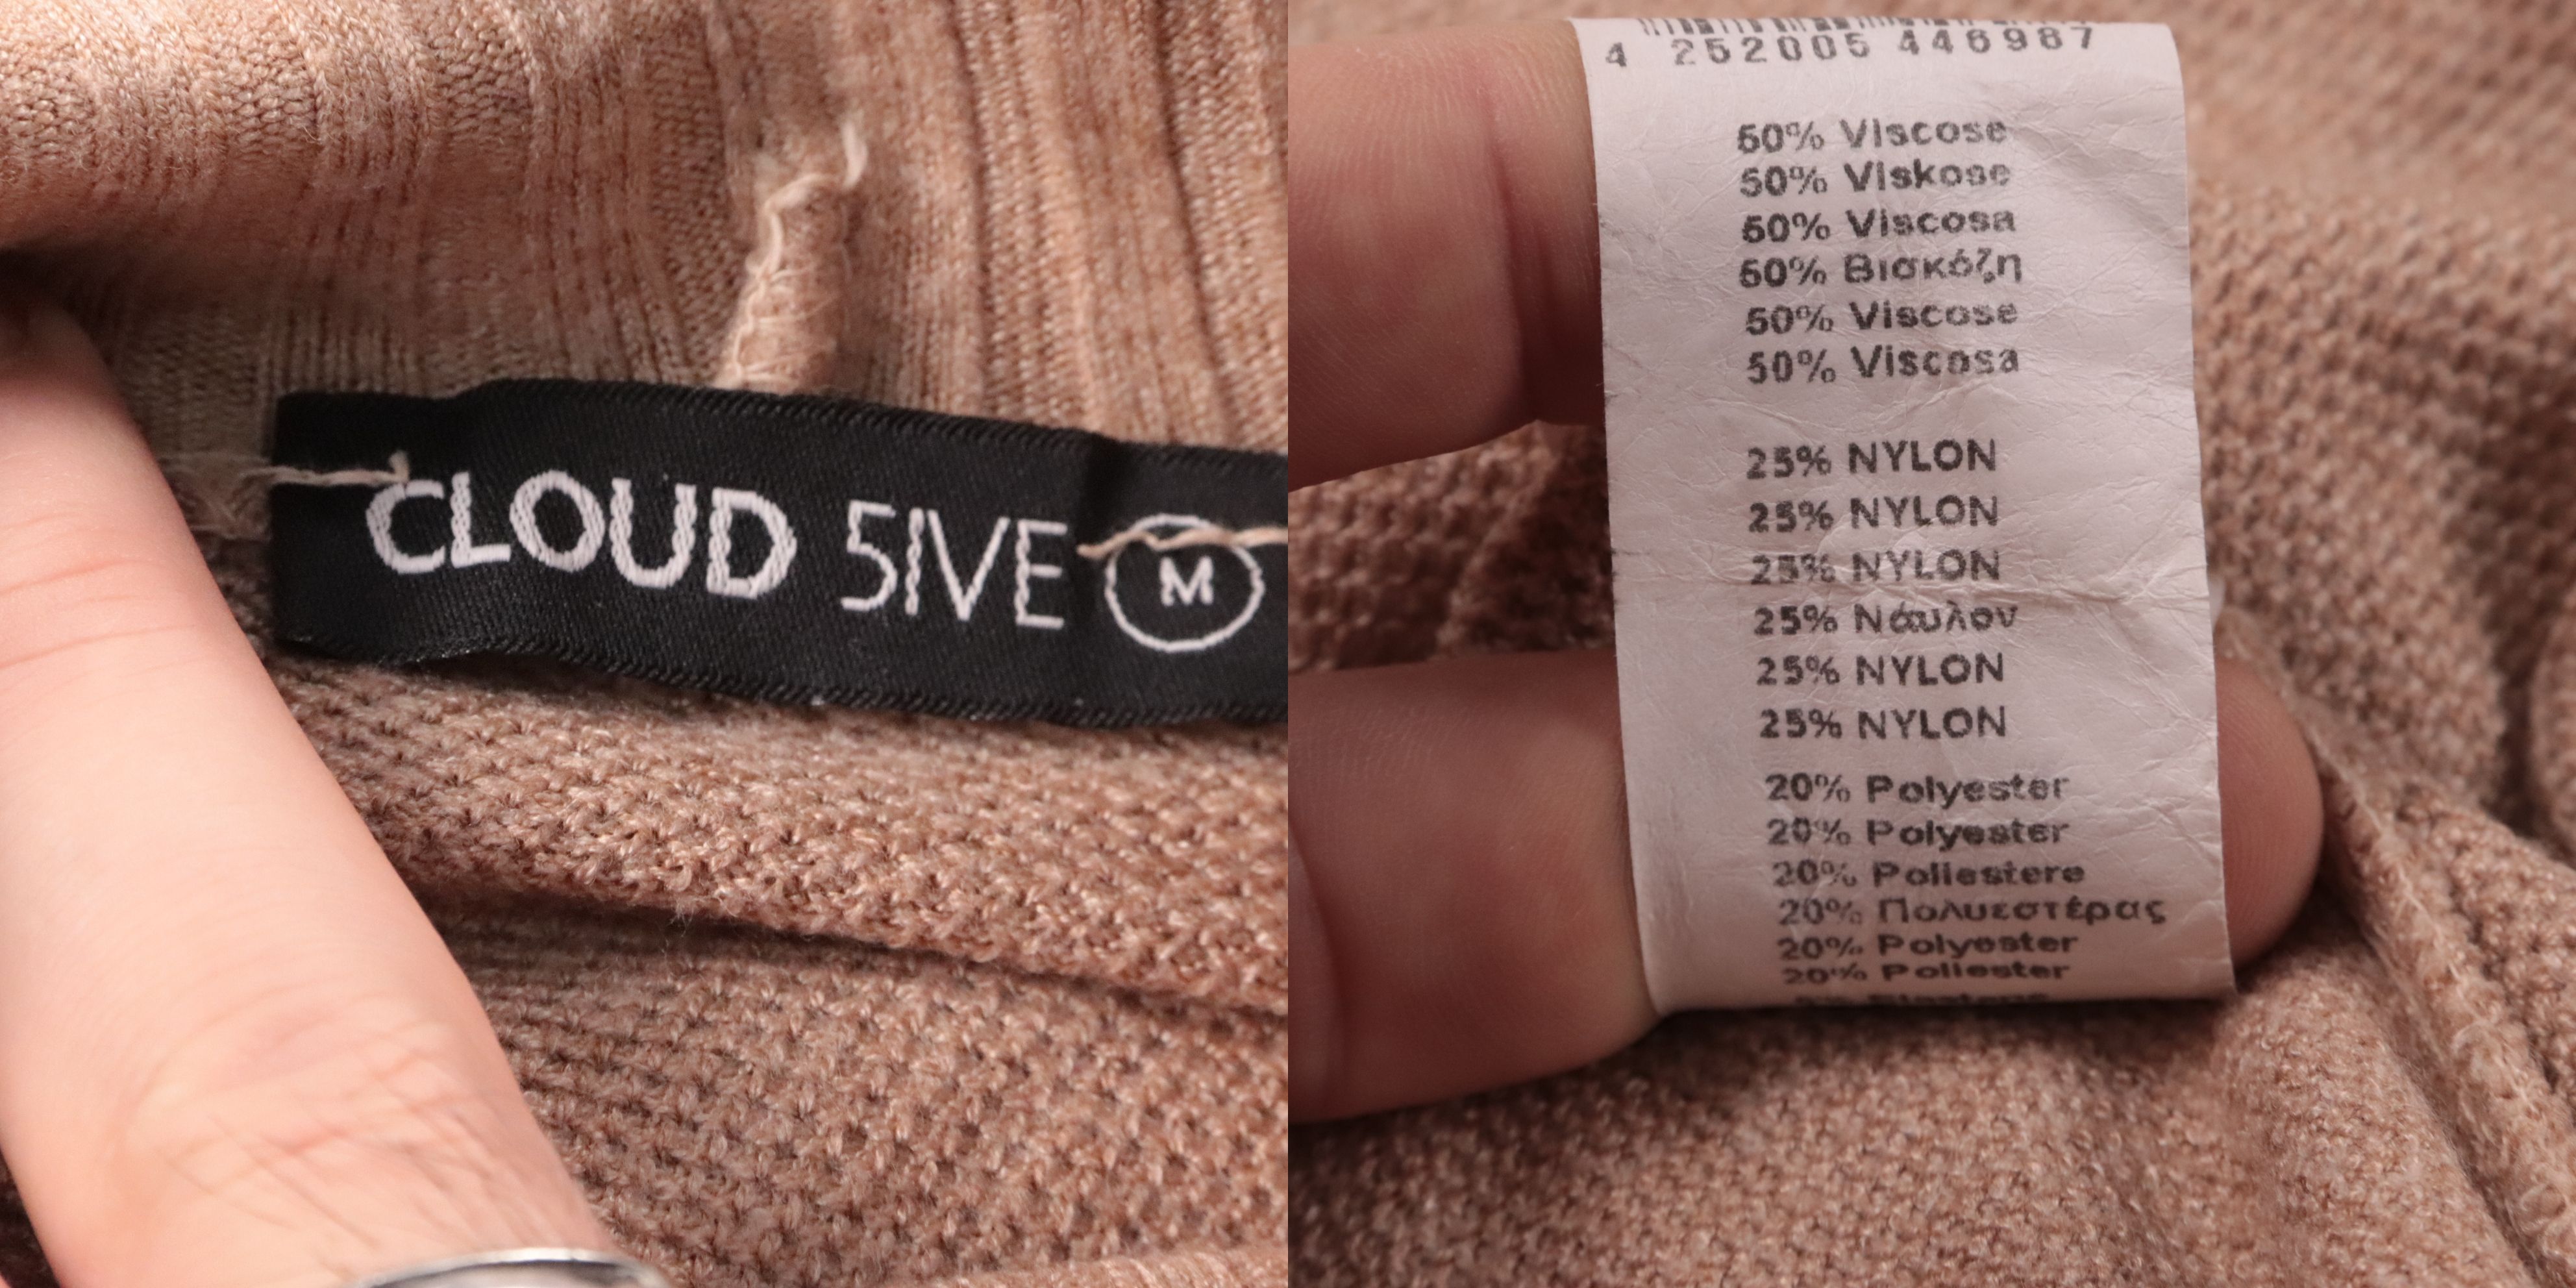 CLOUD 5IVE M
4 252005 446987
50% Viscose
50% Viskose
50% Viscosa
50% Βισκόζη
50% Viscose
50% Viscosa
25% NYLON
25% NYLON
25% NYLON
25% Νάυλον
25% NYLON
25% NYLON
20% Polyester
20% Polyester
20% Poliestere
20% Πολυεστέρας
20% Polyester
20% Poliester